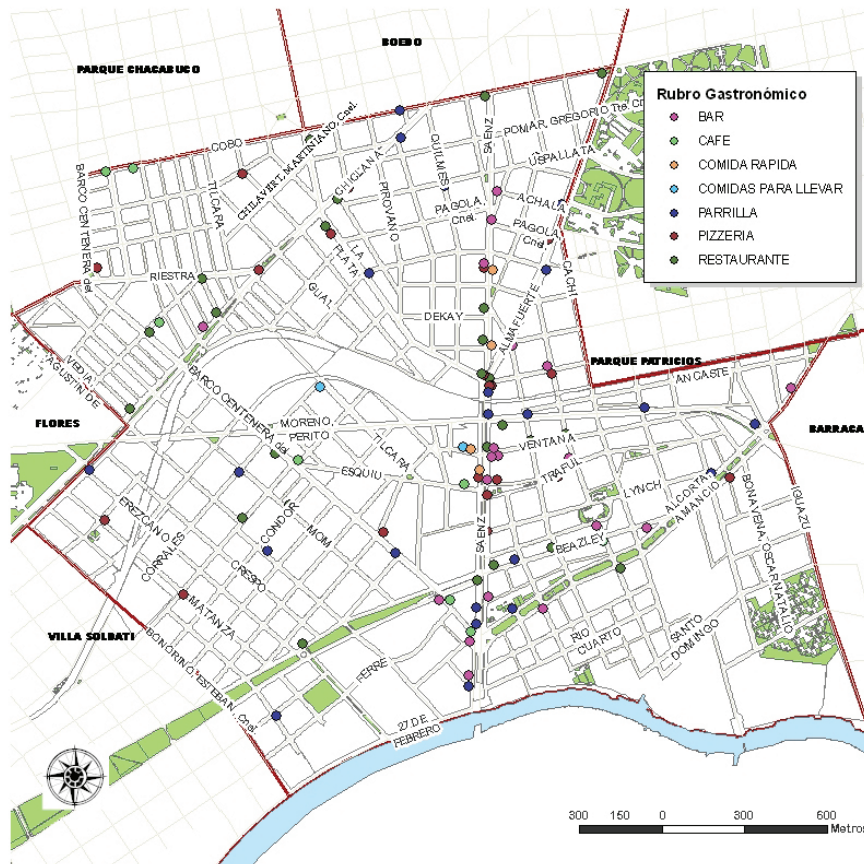 BOEDO
PARQUE CHACABUCO
Rubro Gastronómico
BAR
CAFE
COMIDA RAPIDA
COMIDAS PARA LLEVAR
PARRILLA
PIZZERIA
RESTAURANTE
COBO
CHILAVERT, MARTINIANO, Cnel.
CHICLANA
QUILMES
SAENZ
POMAR, GREGORIO Tte. C
USPALLATA
BARCO CENTENERA del
TILCARA
PIROVANO
PAGOLA
Cnel.
ACHALA
PAGOLA
Cnel.
CACHI
LA
PLATA
RIESTRA
GUAL
DEKAY
ALMAFUERTE
PARQUE PATRICIOS
ANCASTE
VEDIA
AGUSTIN DE
FLORES
BARCO CENTENERA del
MORENO,
PERITO
TILCARA
ESQUIU
VENTANA
TRAFUL
LYNCH
BARRACA
ALCORTA
AMANCIO
BONAVENA, OSCAR NATALIO
IGUAZU
EREZCANO
CORRALES
CONDOR
MOM
CRESPO
SAENZ
BEAZLEY
MATANZA
VILLA SOLDATI
BONORINO, ESTEBAN, Cnel.
FERRE
RIO
CUARTO
SANTO
DOMINGO
27 DE
FEBRERO
300 150 0 300 600
Metros